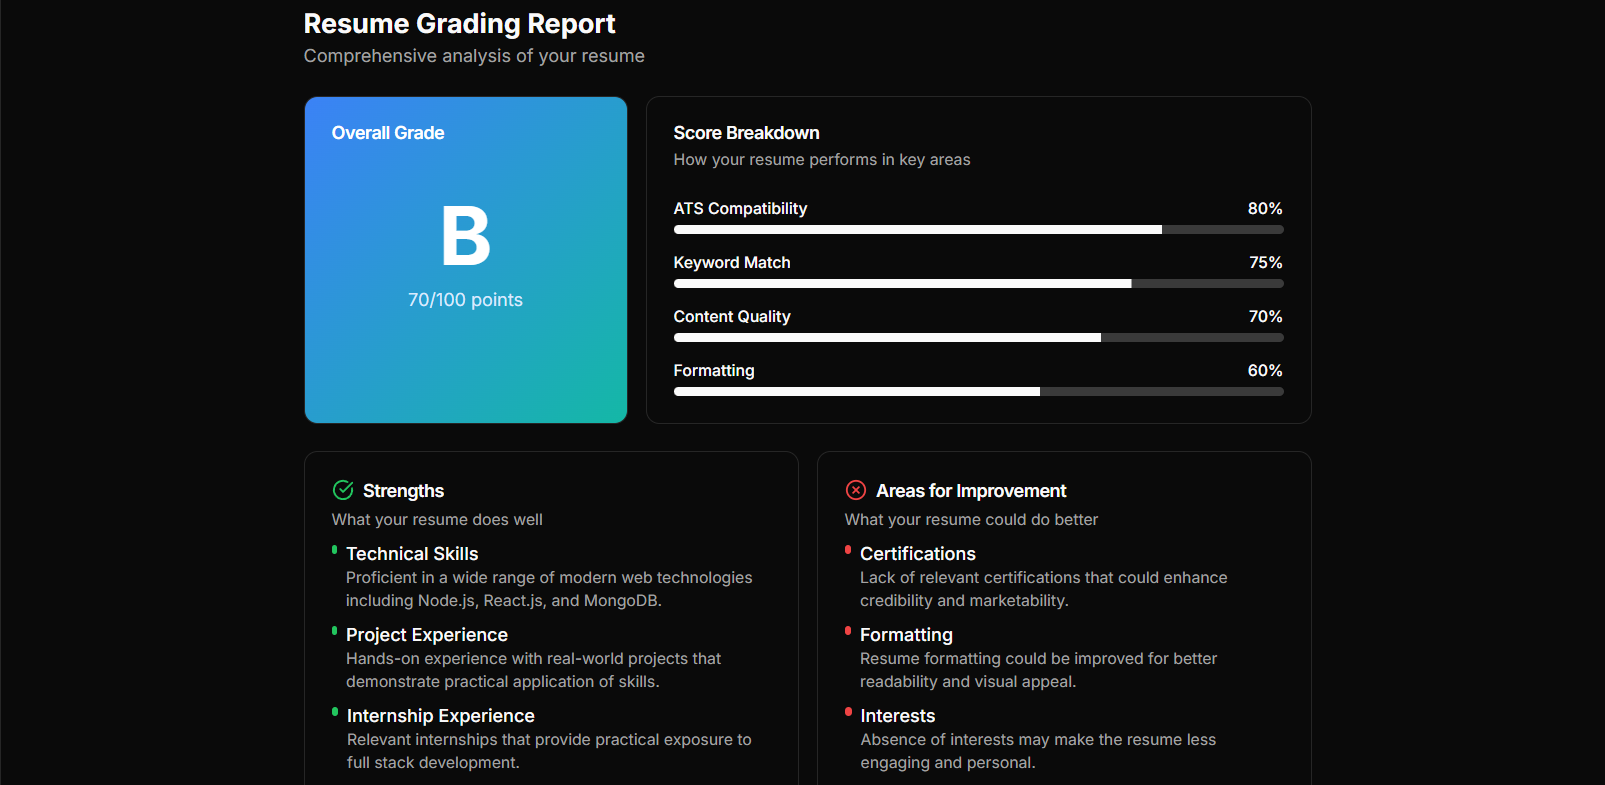 Resume Grading Report
Comprehensive analysis of your resume
Overall Grade
B
70/100 points
Score Breakdown
How your resume performs in key areas
ATS Compatibility 80%
Keyword Match 75%
Content Quality 70%
Formatting 60%
Strengths
What your resume does well
Technical Skills
Proficient in a wide range of modern web technologies
including Node.js, React.js, and MongoDB.
Project Experience
Hands-on experience with real-world projects that
demonstrate practical application of skills.
Internship Experience
Relevant internships that provide practical exposure to
full stack development.
Areas for Improvement
What your resume could do better
Certifications
Lack of relevant certifications that could enhance
credibility and marketability.
Formatting
Resume formatting could be improved for better
readability and visual appeal.
Interests
Absence of interests may make the resume less
engaging and personal.